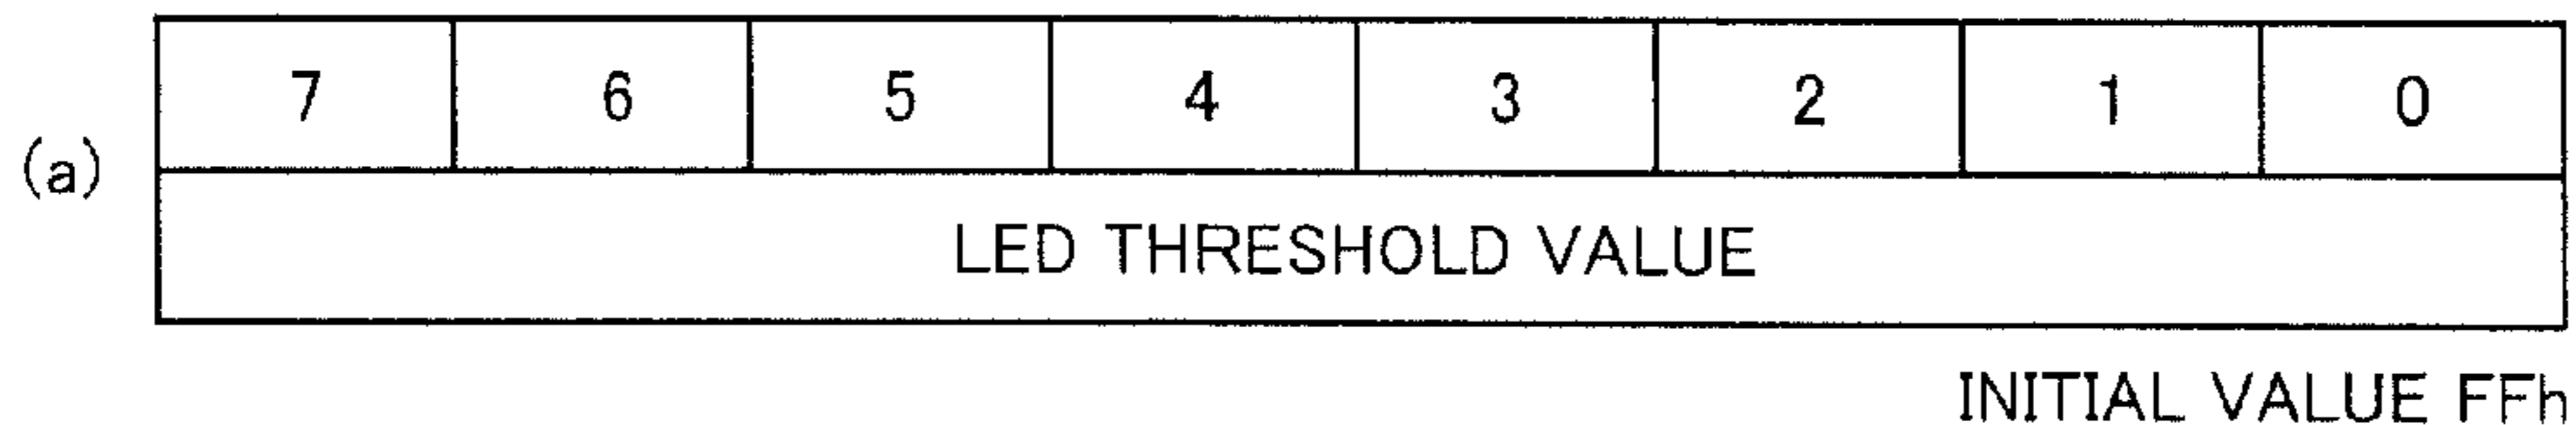 7 6 5 4 3 2 1 0
(a)
LED THRESHOLD VALUE
INITIAL VALUE FFh